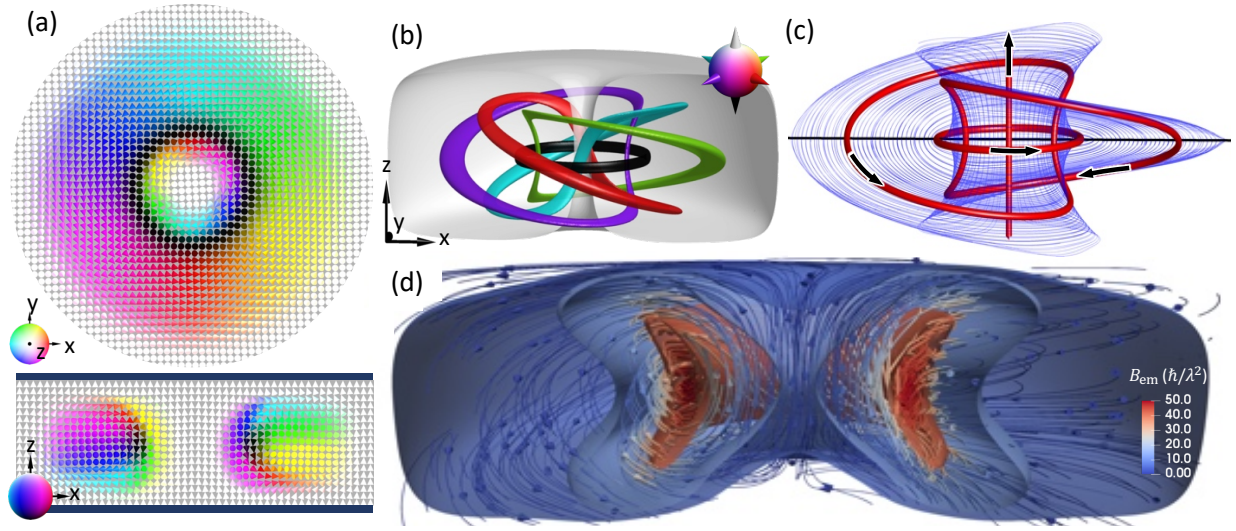 (a)
y
z
x
z
x
(b)
z
y
x
(c)
(d)
B_em (ħ/λ²)
50.0
40.0
30.0
20.0
10.0
0.00